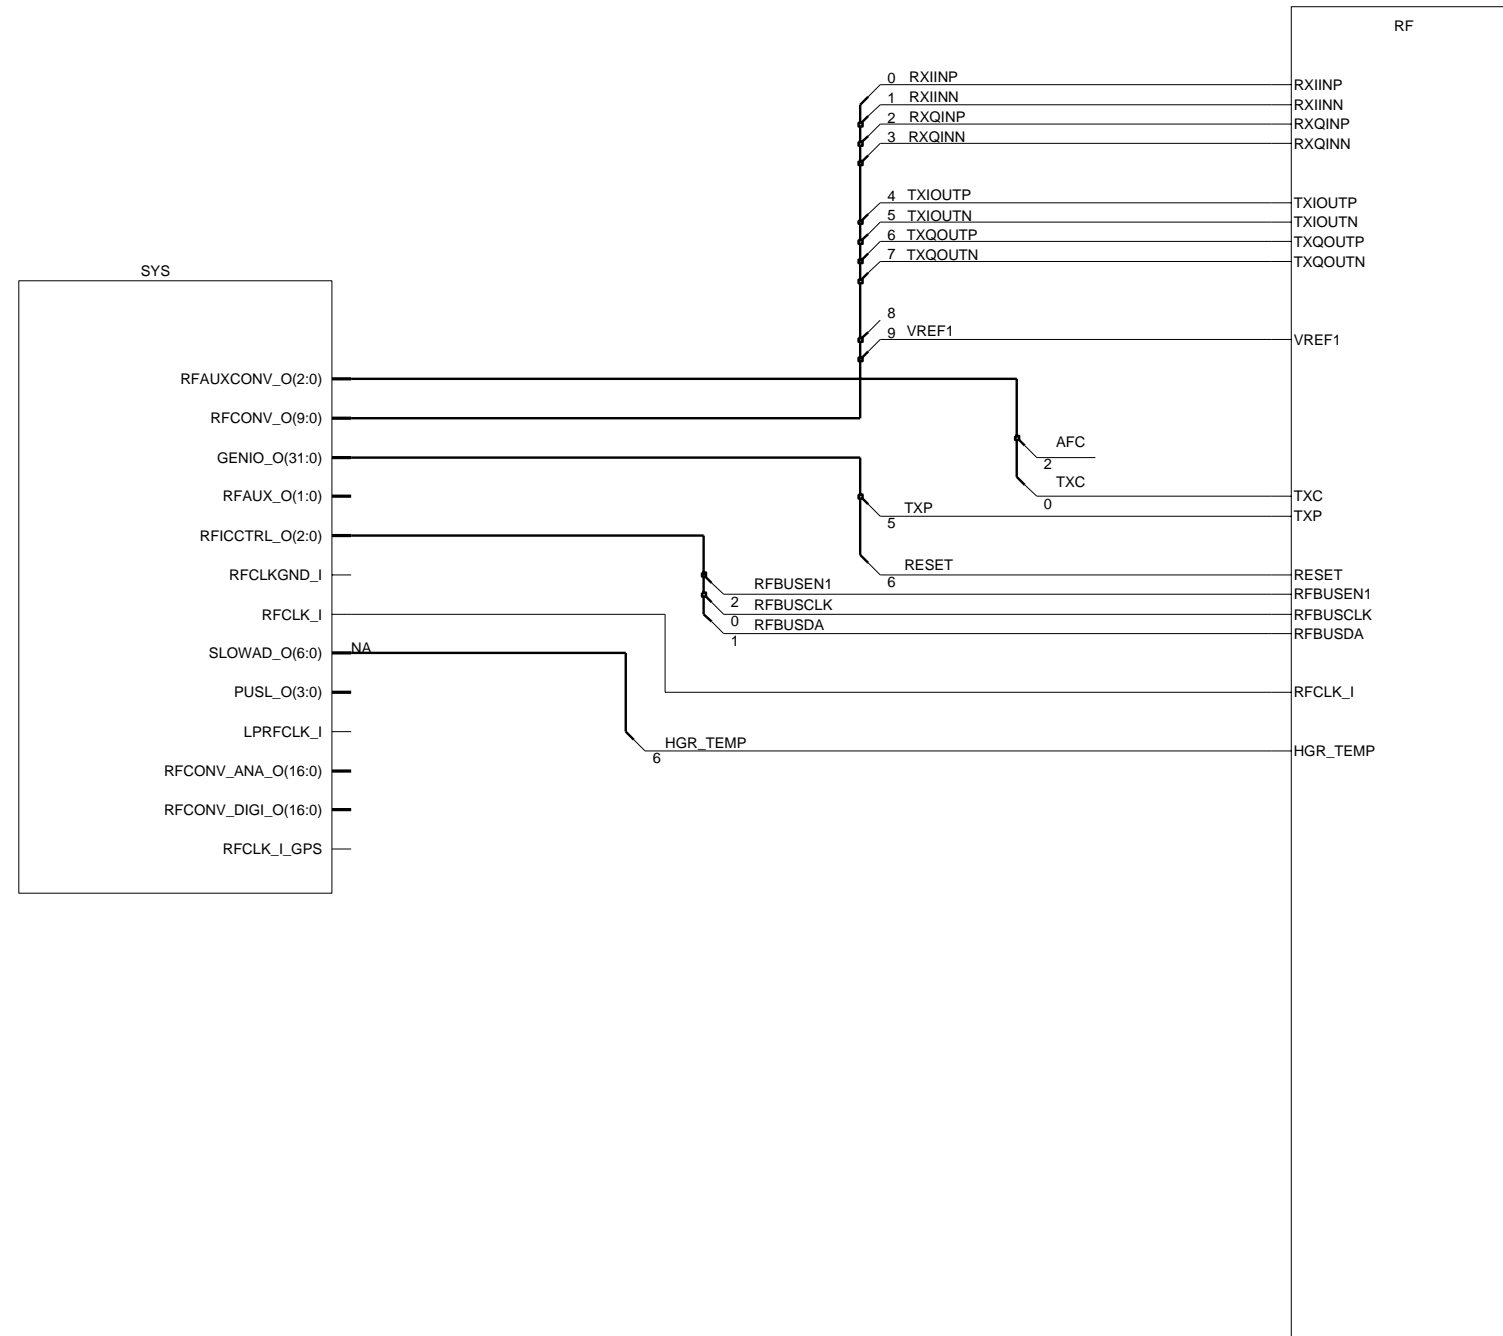 RF
0 RXIINP RXIINP
1 RXIINN RXIINN
2 RXQINP RXQINP
3 RXQINN RXQINN
4 TXIOUTP TXIOUTP
5 TXIOUTN TXIOUTN
6 TXQOUTP TXQOUTP
7 TXQOUTN TXQOUTN
SYS
8
9 VREF1 VREF1
RFAUXCONV_O(2:0)
RFCONV_O(9:0)
AFC
GENIO_O(31:0)
2
TXC
RFAUX_O(1:0) TXC
0
TXP TXP
5
RFICCTRL_O(2:0)
RESET
RFCLKGND_I RESET
6
RFBUSEN1 RFBUSEN1
2 RFBUSCLK
RFCLK_I RFBUSCLK
0 RFBUSDA
RFBUSDA
1
SLOWAD_O(6:0) NA
PUSL_O(3:0) RFCLK_I
LPRFCLK_I
HGR_TEMP HGR_TEMP
6
RFCONV_ANA_O(16:0)
RFCONV_DIGI_O(16:0)
RFCLK_I_GPS